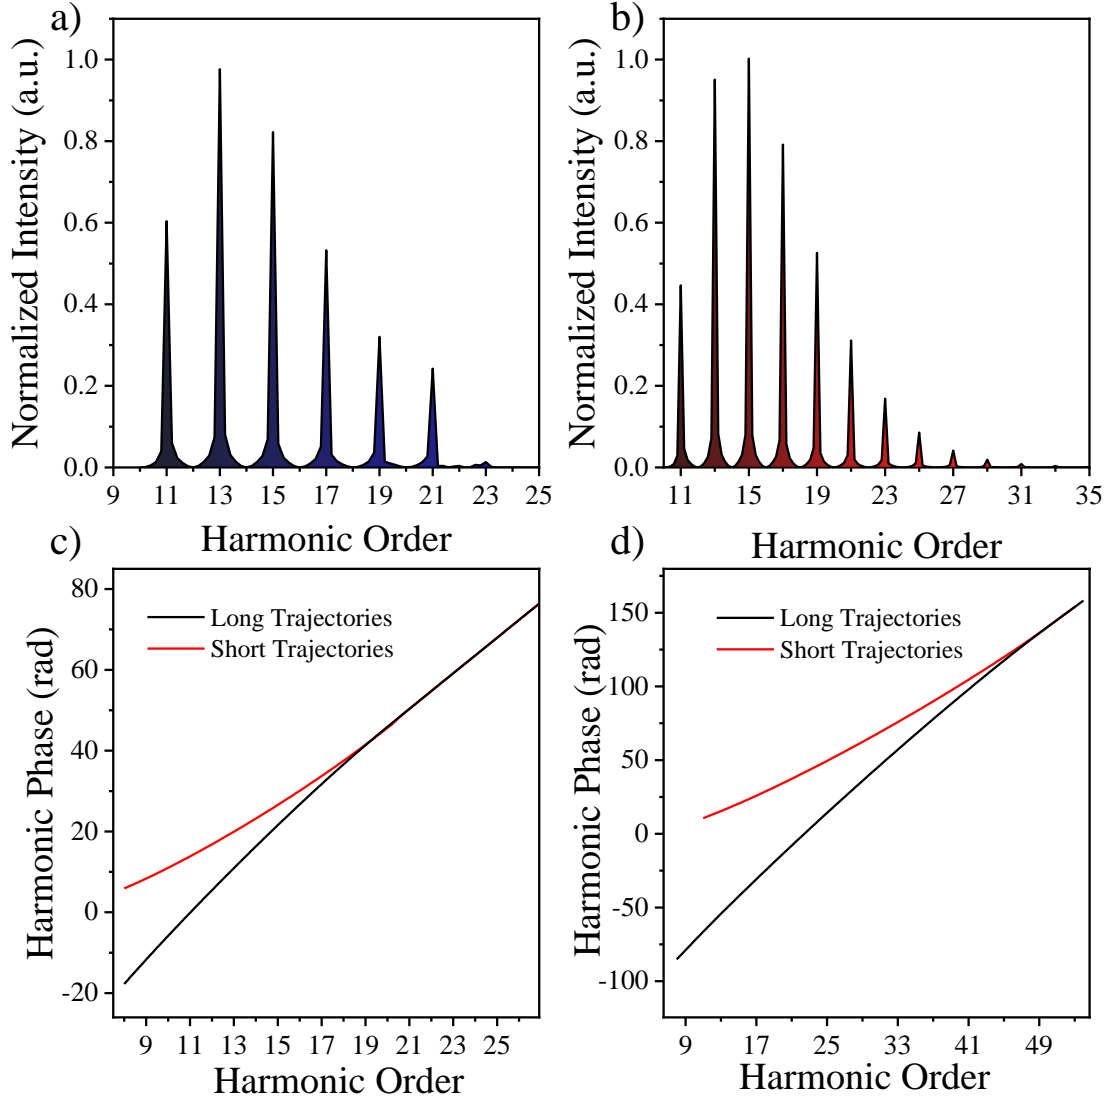 a)
Normalized Intensity (a.u.)
1.0
0.8
0.6
0.4
0.2
0.0
9 11 13 15 17 19 21 23 25
Harmonic Order
b)
Normalized Intensity (a.u.)
1.0
0.8
0.6
0.4
0.2
0.0
11 15 19 23 27 31 35
Harmonic Order
c)
Harmonic Phase (rad)
80
60
40
20
0
-20
Long Trajectories
Short Trajectories
9 11 13 15 17 19 21 23 25
Harmonic Order
d)
Harmonic Phase (rad)
150
100
50
0
-50
-100
Long Trajectories
Short Trajectories
9 17 25 33 41 49
Harmonic Order